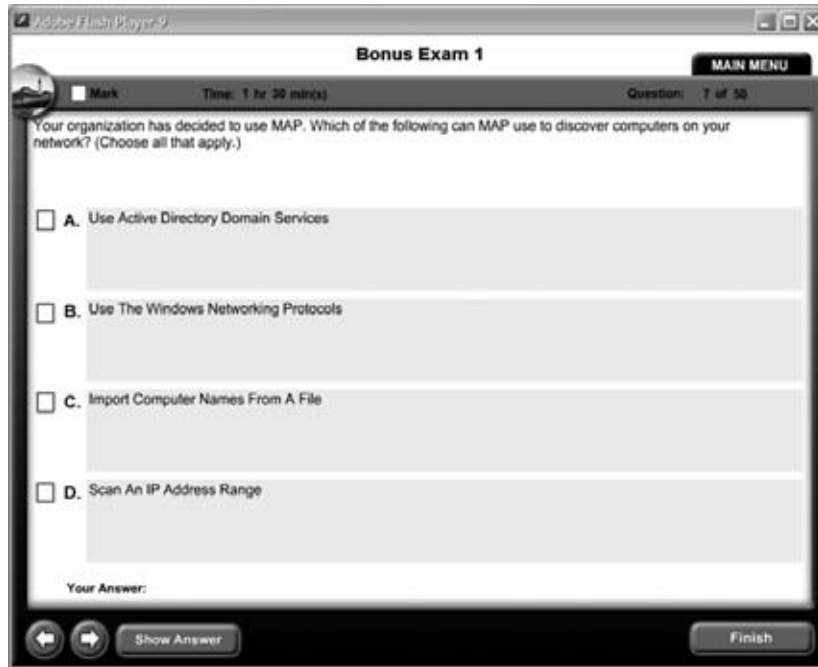 Adobe Flash Player 9
Bonus Exam 1
MAIN MENU
Mark Time: 1 hr 30 min(s) Question: 7 of 50
Your organization has decided to use MAP. Which of the following can MAP use to discover computers on your
network? (Choose all that apply.)
A. Use Active Directory Domain Services
B. Use The Windows Networking Protocols
C. Import Computer Names From A File
D. Scan An IP Address Range
Your Answer:
Show Answer
Finish